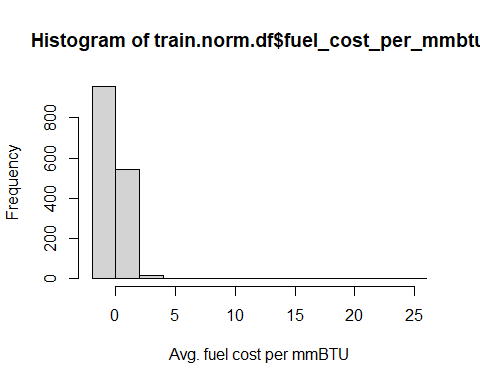 Histogram of train.norm.df$fuel_cost_per_mmbtu
Frequency
800
600
400
200
0
0 5 10 15 20 25
Avg. fuel cost per mmBTU